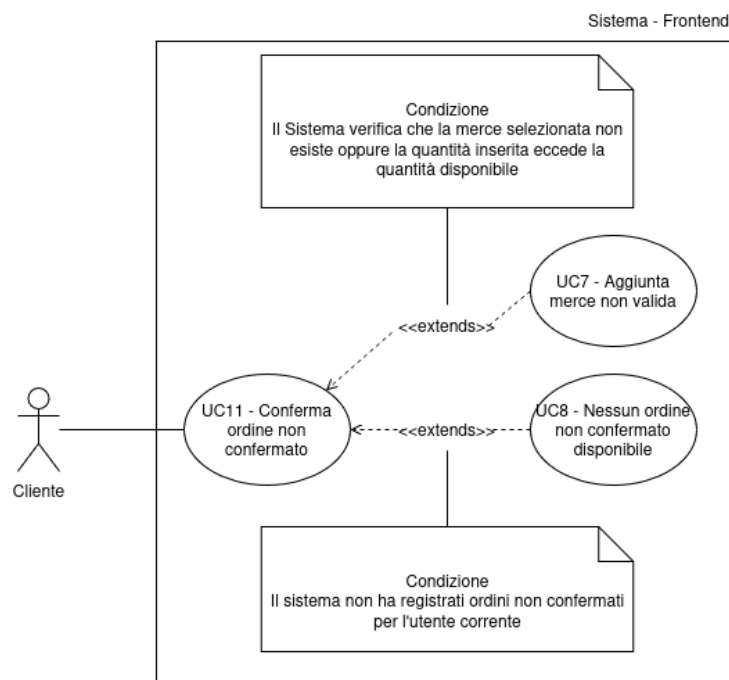 Sistema - Frontend
Condizione
Il Sistema verifica che la merce selezionata non
esiste oppure la quantità inserita eccede la
quantità disponibile
UC7 - Aggiunta
merce non valida
<<extends>>
UC11 - Conferma
ordine non
confermato
<<extends>>
UC8 - Nessun ordine
non confermato
disponibile
Cliente
Condizione
Il sistema non ha registrati ordini non confermati
per l'utente corrente